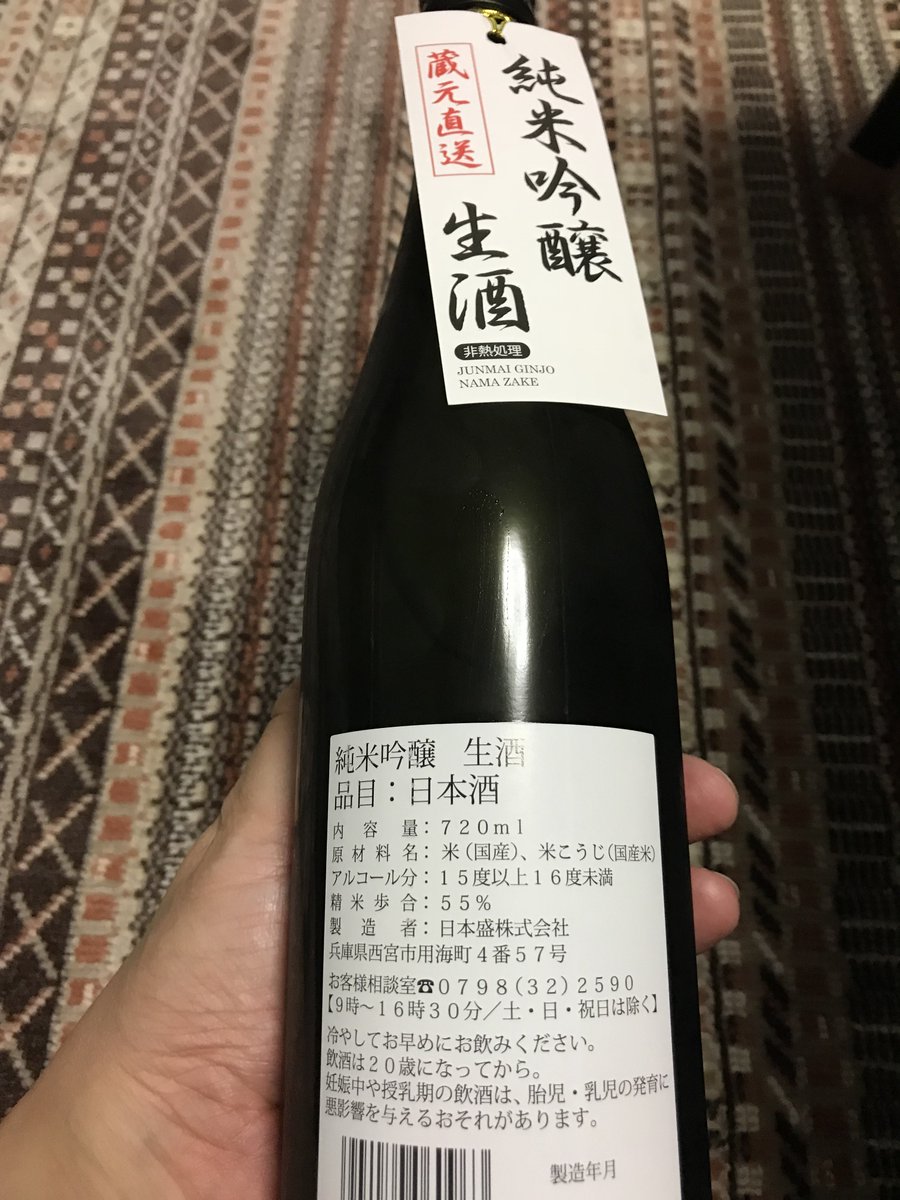 純米吟醸
蔵元直送
生酒
非熱処理
JUNMAI GINJO
NAMA ZAKE
純米吟醸　生酒
品目：日本酒
内容量：７２０ｍｌ
原材料名：米（国産）、米こうじ（国産米）
アルコール分：１５度以上１６度未満
精米歩合：５５％
製造者：日本盛株式会社
兵庫県西宮市用海町４番５７号
お客様相談室☎０７９８（３２）２５９０
【９時～１６時３０分／土・日・祝日は除く】
冷やしてお早めにお飲みください。
飲酒は２０歳になってから。
妊娠中や授乳期の飲酒は、胎児・乳児の発育に
悪影響を与えるおそれがあります。
製造年月